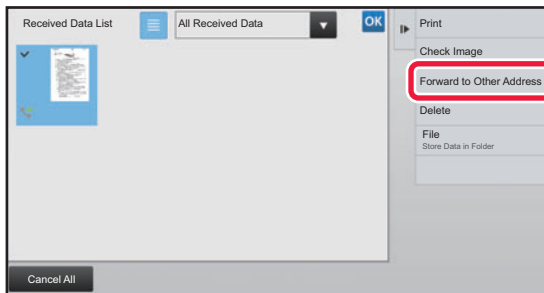 Received Data List
All Received Data
OK
Print
Check Image
Forward to Other Address
Delete
File
Store Data in Folder
Cancel All